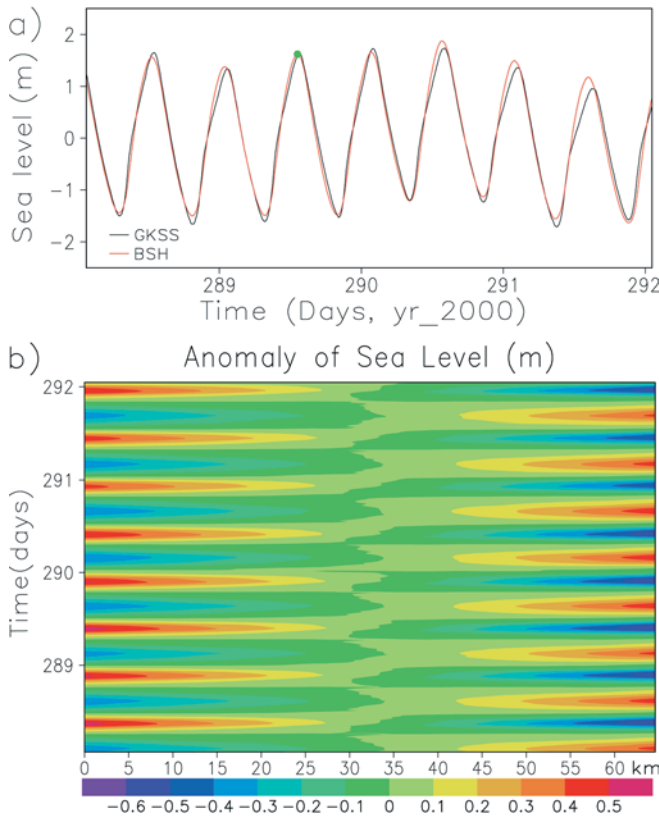 a)
Sea level (m)
2
1
0
−1
−2
GKSS
BSH
289
290
291
292
Time (Days, yr_2000)
b)
Anomaly of Sea Level (m)
Time(days)
292
291
290
289
0 5 10 15 20 25 30 35 40 45 50 55 60 km
−0.6 −0.5 −0.4 −0.3 −0.2 −0.1 0 0.1 0.2 0.3 0.4 0.5